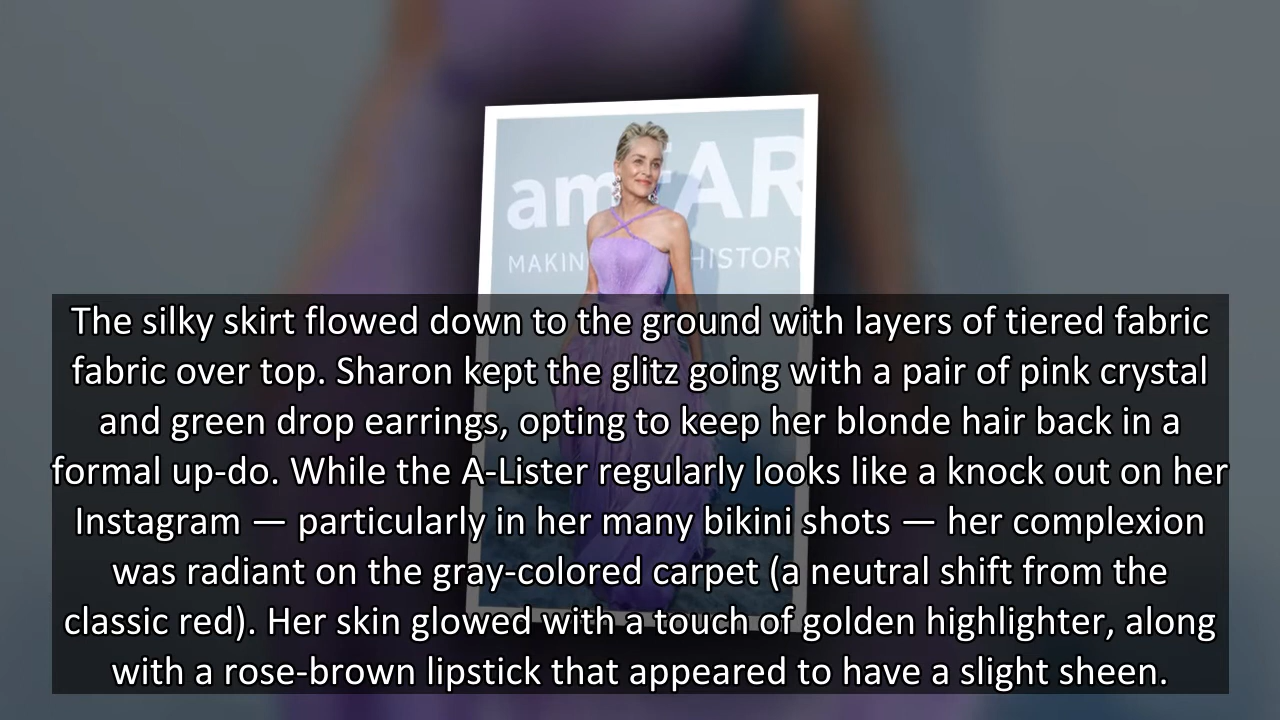 amfAR
MAKIN HISTORY
The silky skirt flowed down to the ground with layers of tiered fabric
fabric over top. Sharon kept the glitz going with a pair of pink crystal
and green drop earrings, opting to keep her blonde hair back in a
formal up-do. While the A-Lister regularly looks like a knock out on her
Instagram — particularly in her many bikini shots — her complexion
was radiant on the gray-colored carpet (a neutral shift from the
classic red). Her skin glowed with a touch of golden highlighter, along
with a rose-brown lipstick that appeared to have a slight sheen.